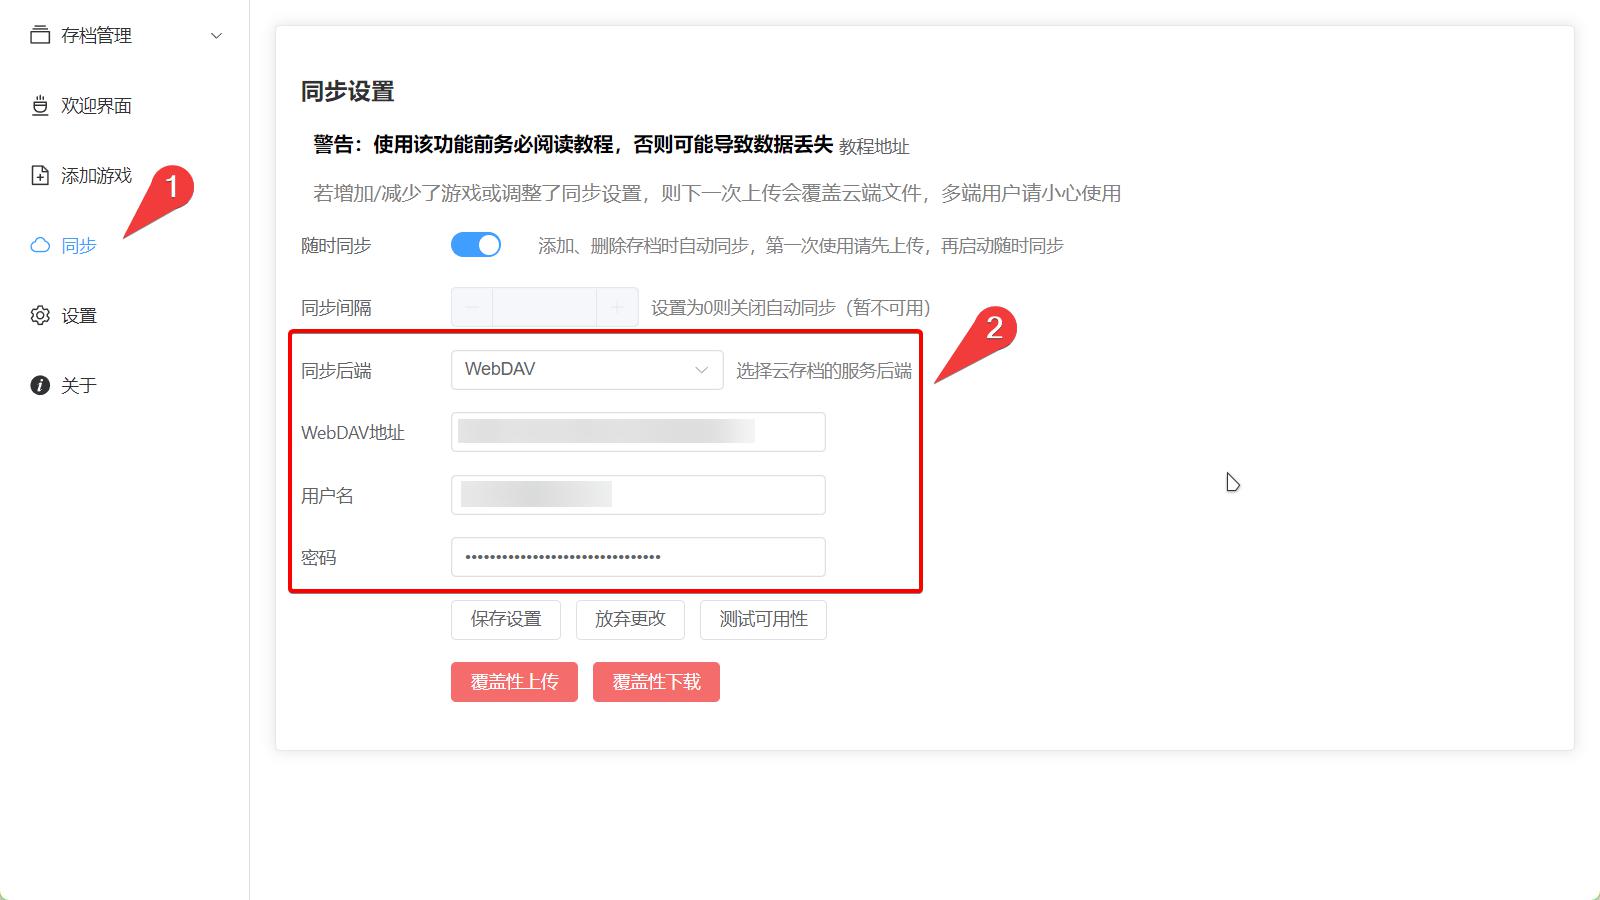 存档管理
欢迎界面
添加游戏
1
同步
设置
关于
同步设置
警告：使用该功能前务必阅读教程，否则可能导致数据丢失 教程地址
若增加/减少了游戏或调整了同步设置，则下一次上传会覆盖云端文件，多端用户请小心使用
随时同步 添加、删除存档时自动同步，第一次使用请先上传，再启动随时同步
同步间隔 设置为0则关闭自动同步（暂不可用）
2
同步后端 WebDAV 选择云存档的服务后端
WebDAV地址
用户名
密码
保存设置 放弃更改 测试可用性
覆盖性上传 覆盖性下载